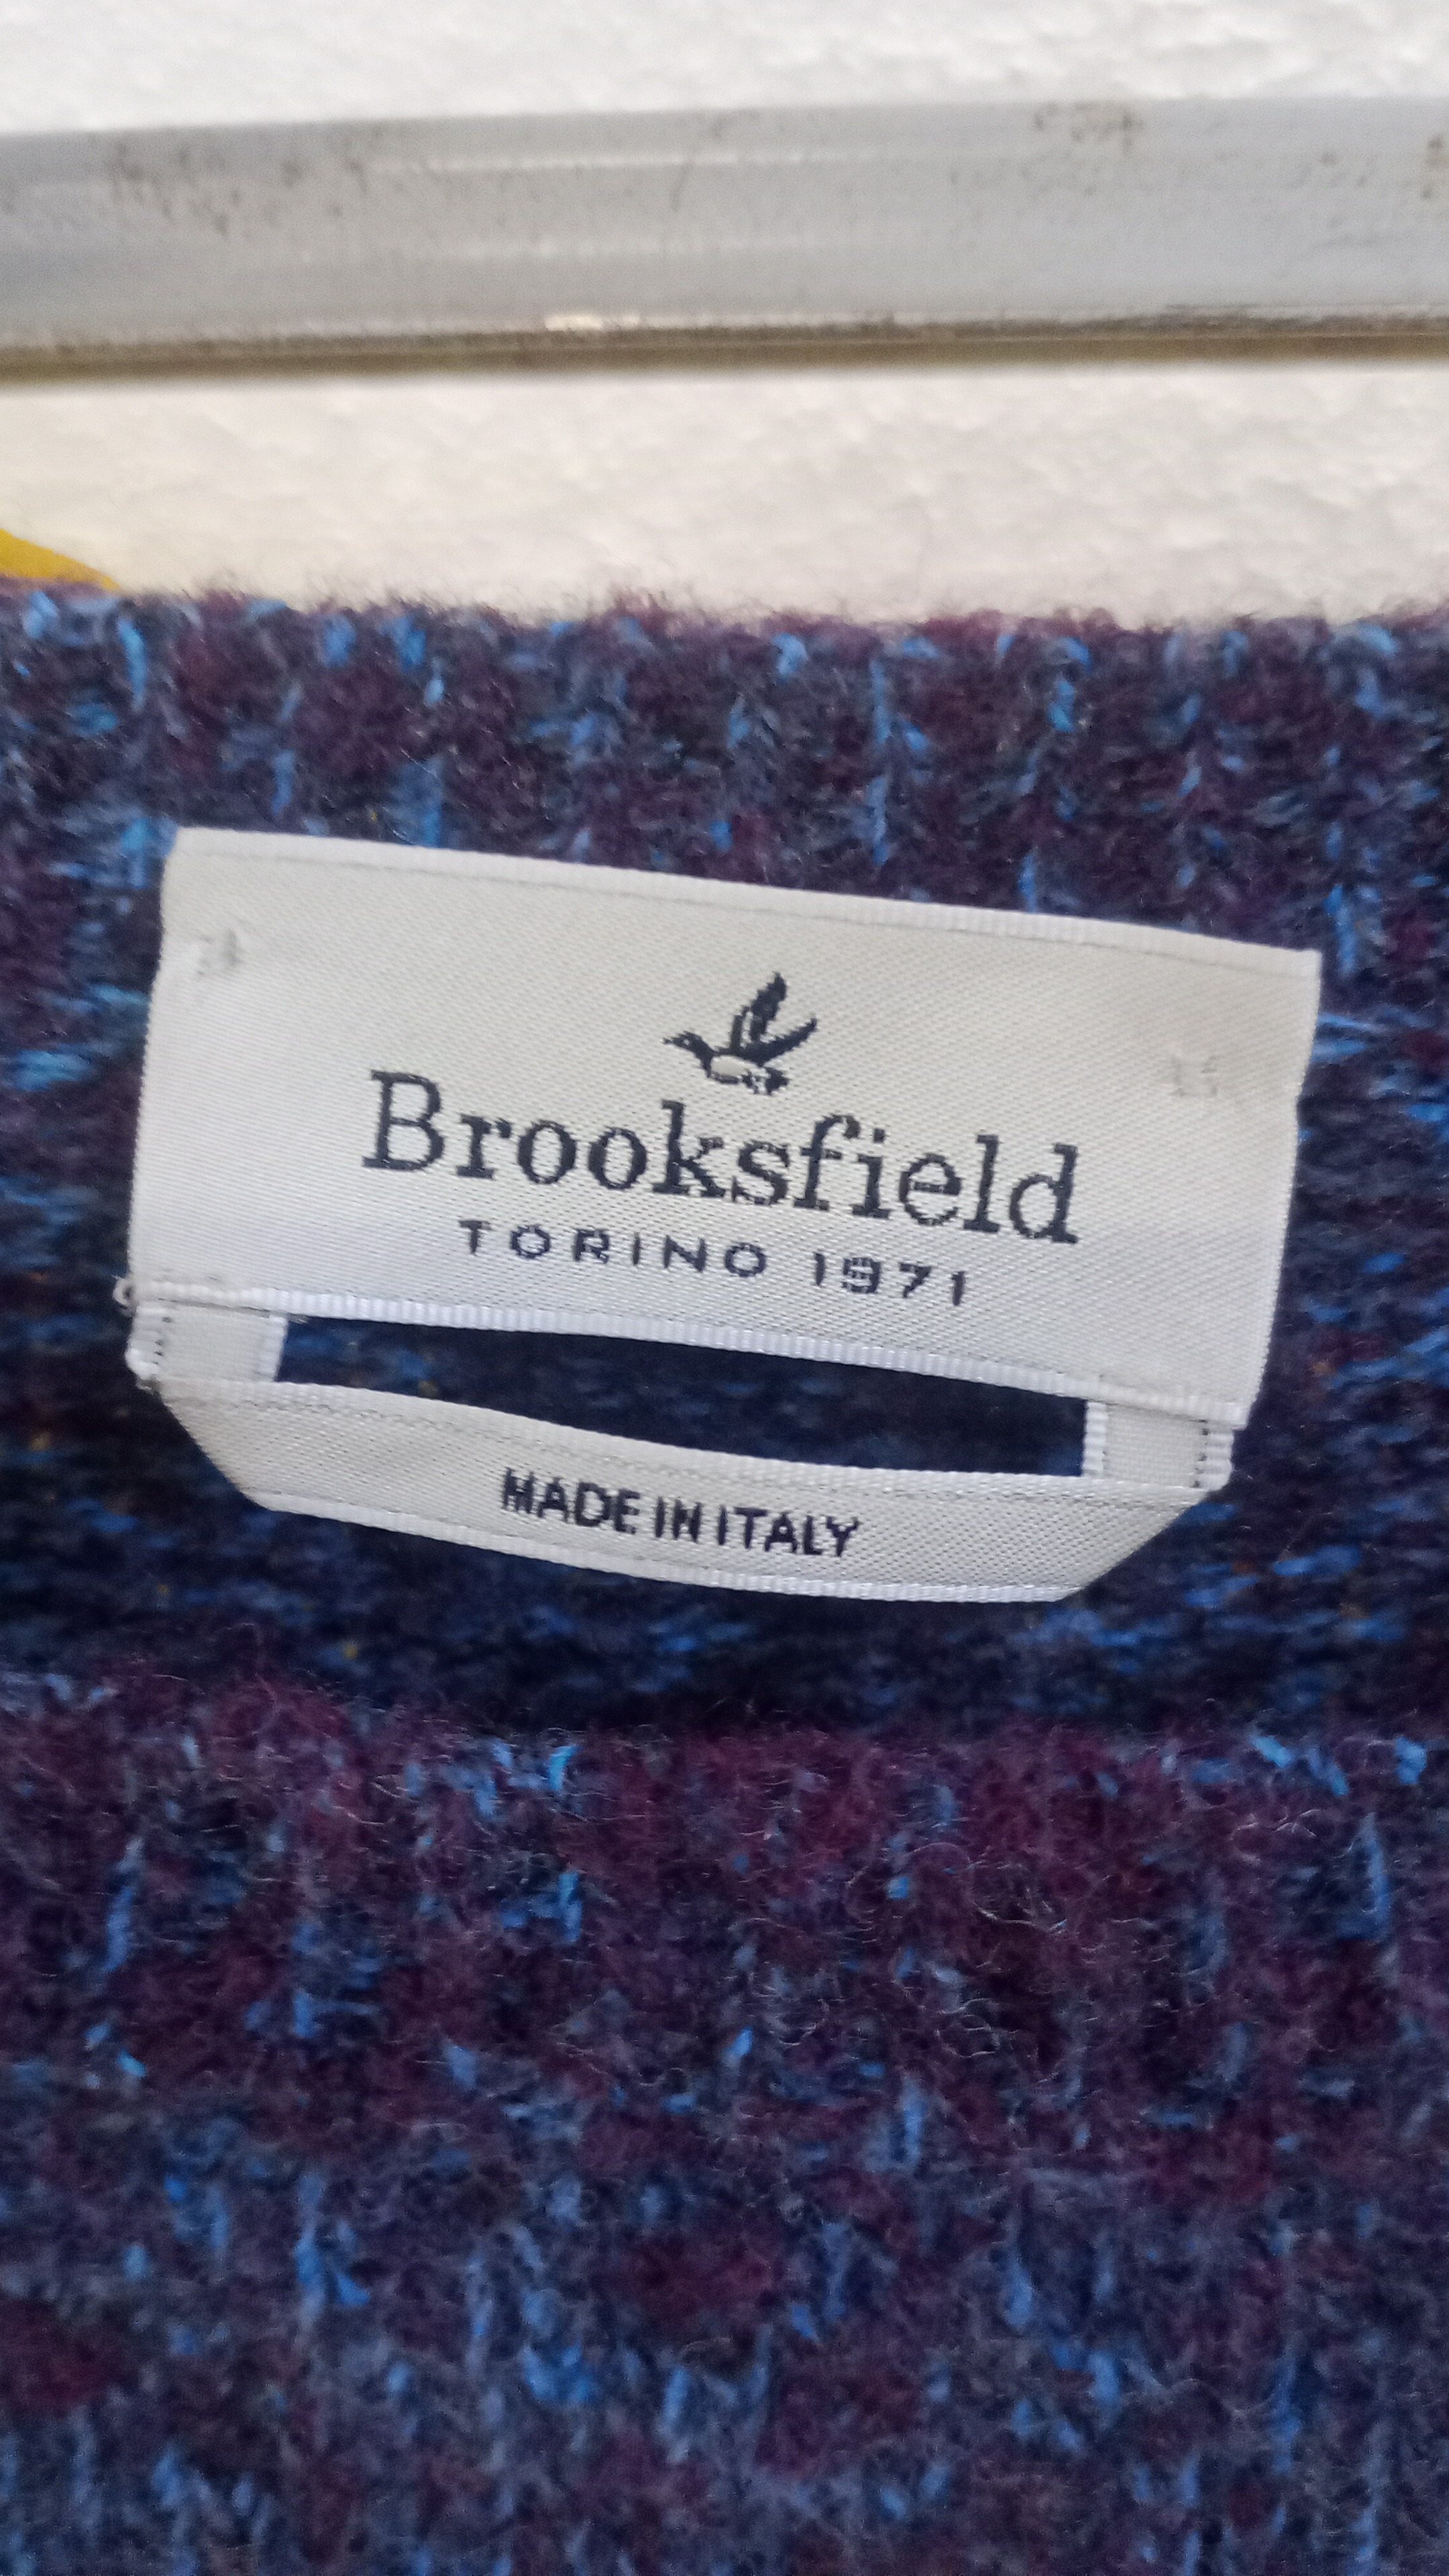 Brooksfield
TORINO 1971
MADE IN ITALY